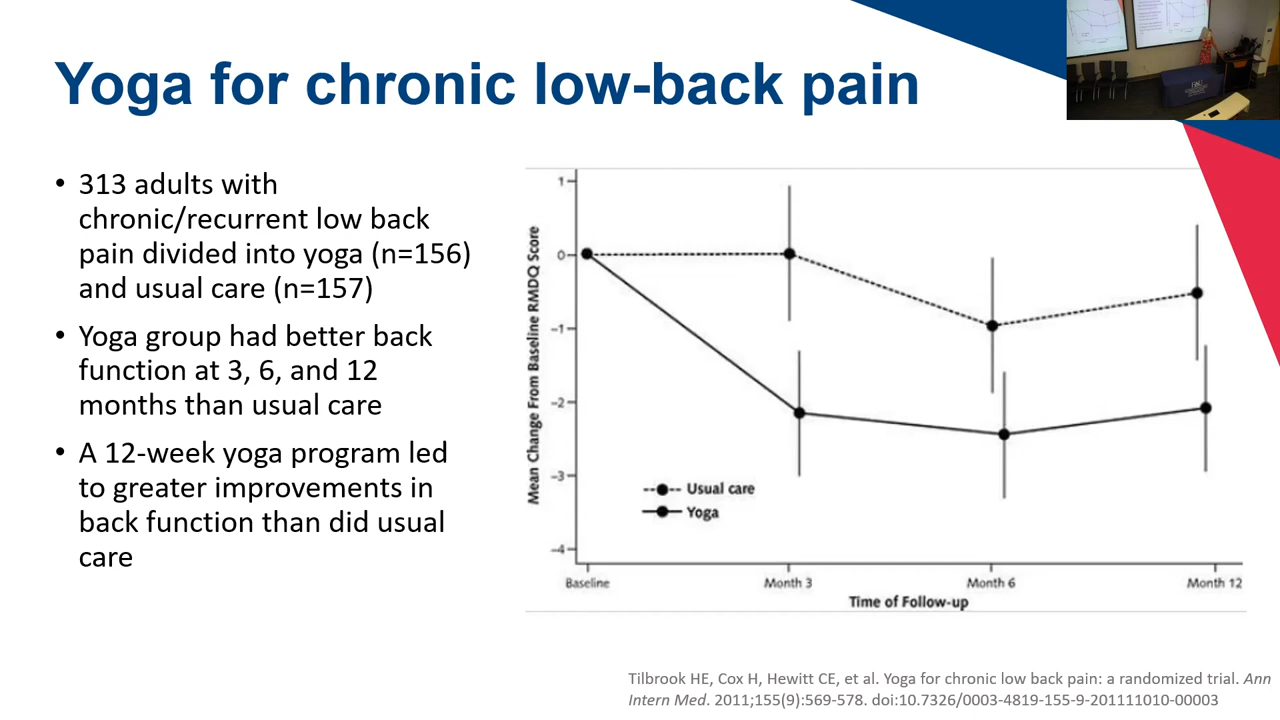 Yoga for chronic low-back pain
• 313 adults with
chronic/recurrent low back
pain divided into yoga (n=156)
and usual care (n=157)
• Yoga group had better back
function at 3, 6, and 12
months than usual care
• A 12-week yoga program led
to greater improvements in
back function than did usual
care
Mean Change From Baseline RMDQ Score
1
0
–1
–2
–3
–4
Usual care
Yoga
Baseline
Month 3
Month 6
Month 12
Time of Follow-up
Tilbrook HE, Cox H, Hewitt CE, et al. Yoga for chronic low back pain: a randomized trial. Ann
Intern Med. 2011;155(9):569-578. doi:10.7326/0003-4819-155-9-201111010-00003